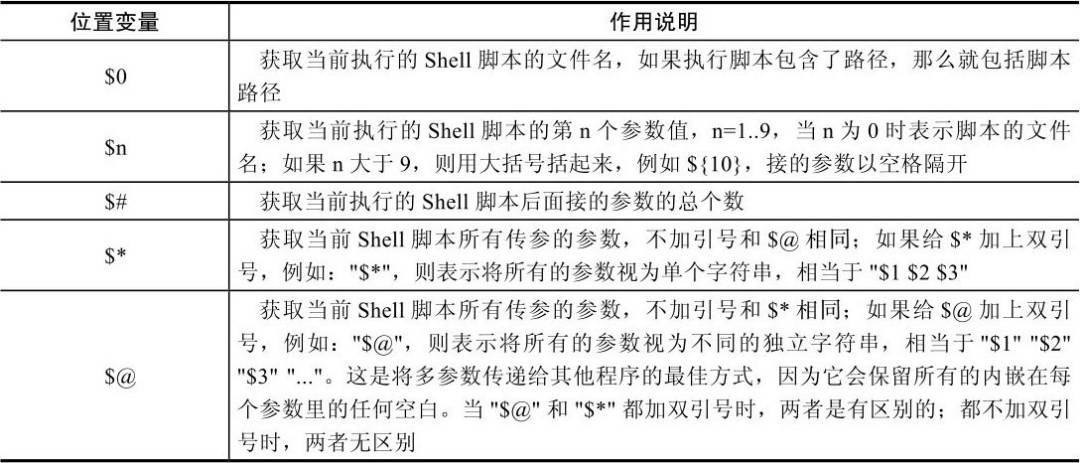 位置变量 作用说明
$0
获取当前执行的 Shell 脚本的文件名，如果执行脚本包含了路径，那么就包括脚本
路径
$n
获取当前执行的 Shell 脚本的第 n 个参数值，n=1..9，当 n 为 0 时表示脚本的文件
名；如果 n 大于 9，则用大括号括起来，例如 ${10}，接的参数以空格隔开
$#
获取当前执行的 Shell 脚本后面接的参数的总个数
$*
获取当前 Shell 脚本所有传参的参数，不加引号和 $@ 相同；如果给 $* 加上双引
号，例如："$*"，则表示将所有的参数视为单个字符串，相当于 "$1 $2 $3"
$@
获取当前 Shell 脚本所有传参的参数，不加引号和 $* 相同；如果给 $@ 加上双引
号，例如："$@"，则表示将所有的参数视为不同的独立字符串，相当于 "$1" "$2"
"$3" "..."。这是将多参数传递给其他程序的最佳方式，因为它会保留所有的内嵌在每
个参数里的任何空白。当 "$@" 和 "$*" 都加双引号时，两者是有区别的；都不加双引
号时，两者无区别